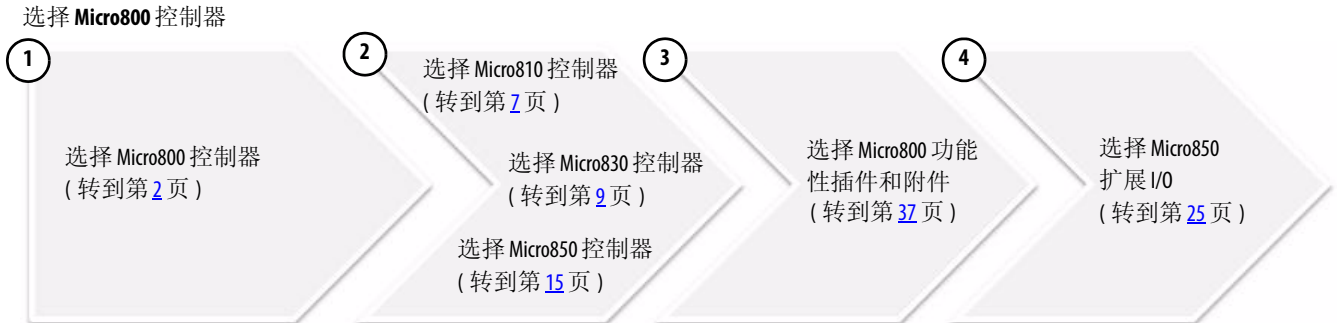 选择 Micro800 控制器
1
选择 Micro800 控制器
( 转到第 2 页 )
2
选择 Micro810 控制器
( 转到第 7 页 )
选择 Micro830 控制器
( 转到第 9 页 )
选择 Micro850 控制器
( 转到第 15 页 )
3
选择 Micro800 功能
性插件和附件
( 转到第 37 页 )
4
选择 Micro850
扩展 I/O
( 转到第 25 页 )